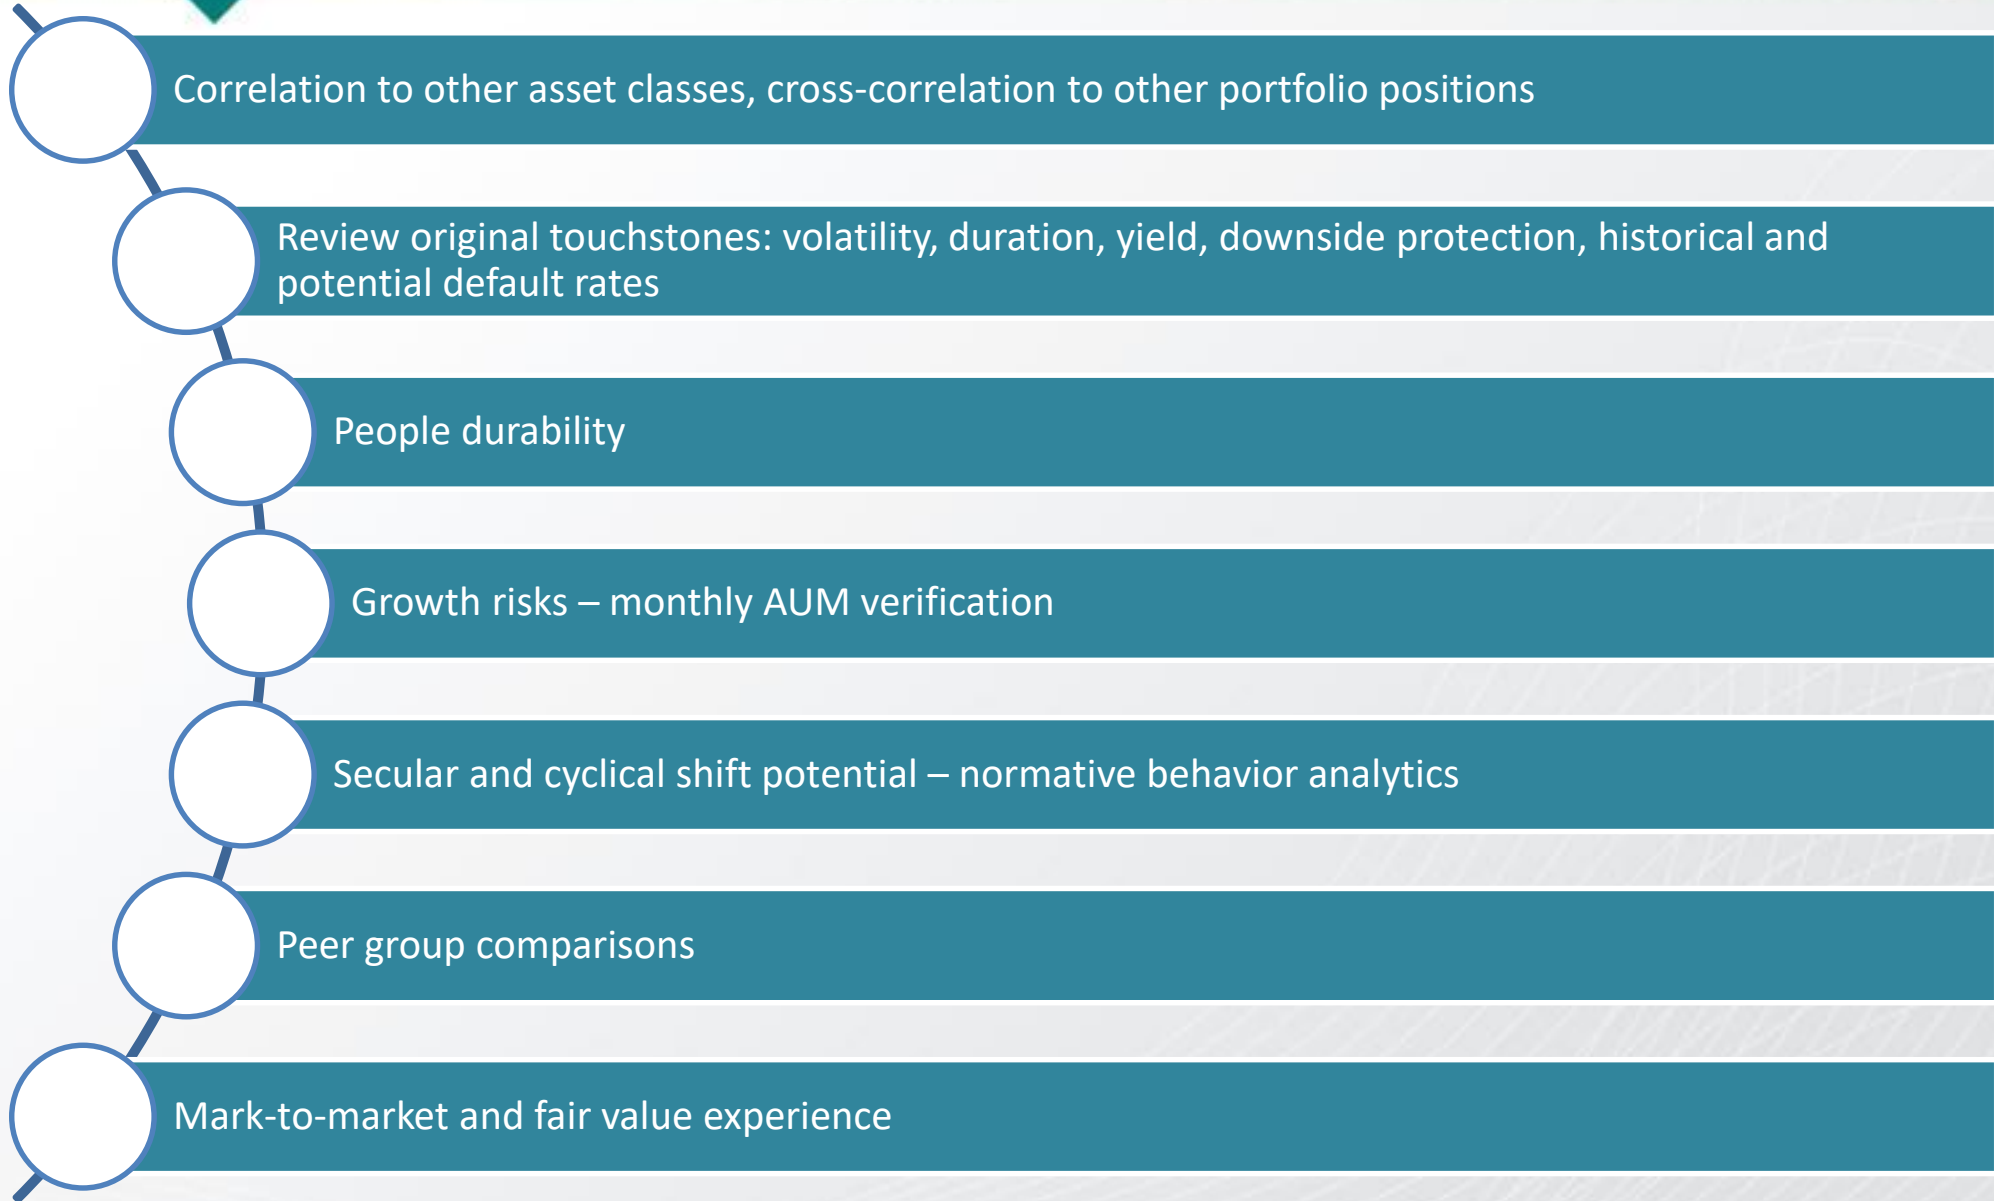 Correlation to other asset classes, cross-correlation to other portfolio positions
Review original touchstones: volatility, duration, yield, downside protection, historical and
potential default rates
People durability
Growth risks – monthly AUM verification
Secular and cyclical shift potential – normative behavior analytics
Peer group comparisons
Mark-to-market and fair value experience